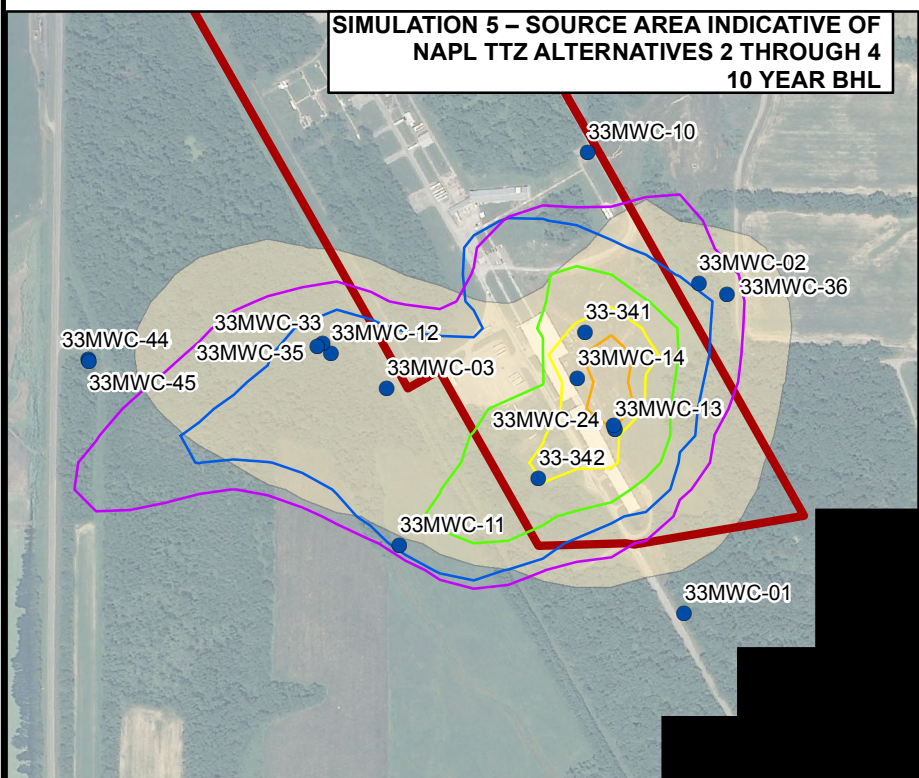 SIMULATION 5 – SOURCE AREA INDICATIVE OF
NAPL TTZ ALTERNATIVES 2 THROUGH 4
10 YEAR BHL
33MWC-10
33MWC-02
33MWC-36
33-341
33MWC-33
33MWC-12
33MWC-44
33MWC-35
33MWC-14
33MWC-03
33MWC-45
33MWC-13
33MWC-24
33-342
33MWC-11
33MWC-01